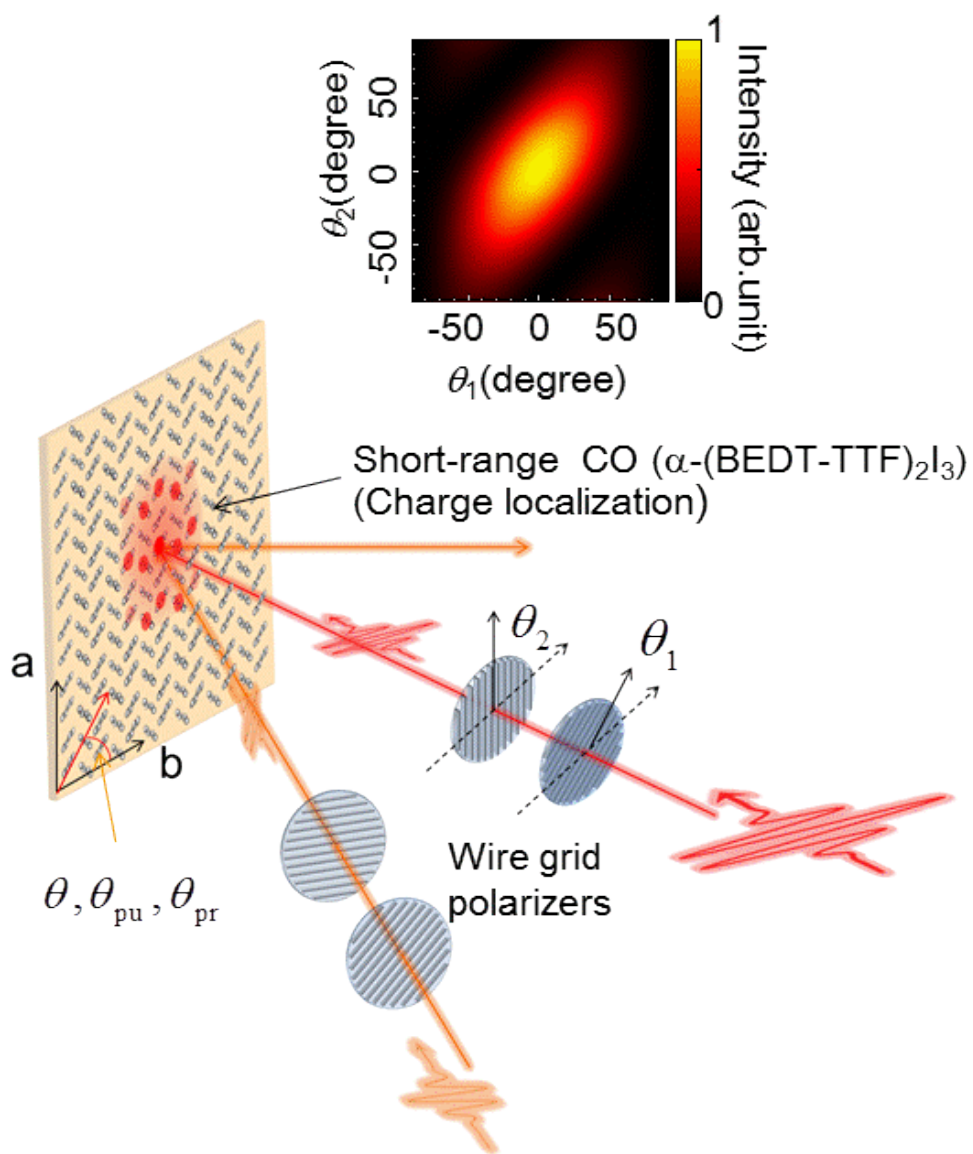 1
Intensity (arb.unit)
0
θ₂(degree)
50
0
-50
-50
0
50
θ₁(degree)
Short-range CO (α-(BEDT-TTF)₂I₃)
(Charge localization)
θ₂
θ₁
a
b
Wire grid
polarizers
θ, θpu, θpr